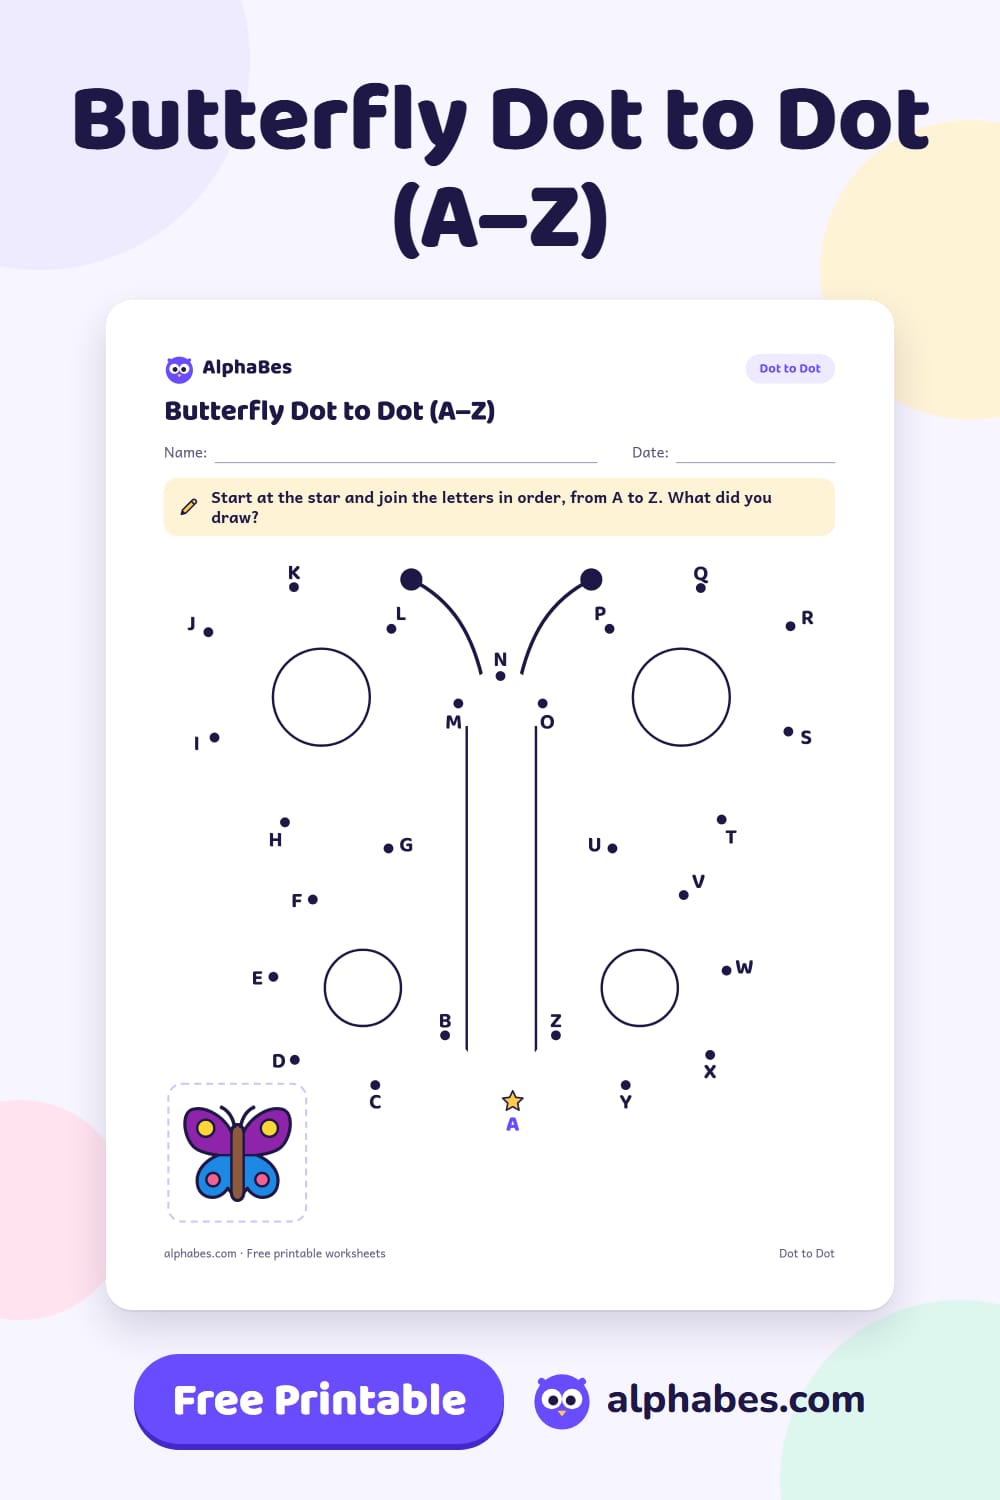 Butterfly Dot to Dot
(A–Z)
AlphaBes
Dot to Dot
Butterfly Dot to Dot (A–Z)
Name:
Date:
Start at the star and join the letters in order, from A to Z. What did you
draw?
K
Q
J
L
P
R
N
M
O
I
S
H
G
U
T
F
V
E
W
B
Z
D
X
C
Y
A
alphabes.com · Free printable worksheets
Dot to Dot
Free Printable
alphabes.com